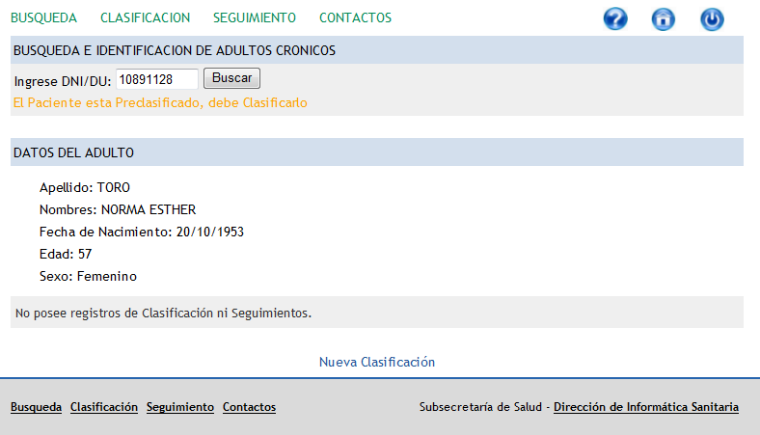 BUSQUEDA CLASIFICACION SEGUIMIENTO CONTACTOS
BUSQUEDA E IDENTIFICACION DE ADULTOS CRONICOS
Ingrese DNI/DU: 10891128 Buscar
El Paciente esta Preclasificado, debe Clasificarlo
DATOS DEL ADULTO
Apellido: TORO
Nombres: NORMA ESTHER
Fecha de Nacimiento: 20/10/1953
Edad: 57
Sexo: Femenino
No posee registros de Clasificación ni Seguimientos.
Nueva Clasificación
Busqueda Clasificación Seguimiento Contactos Subsecretaría de Salud - Dirección de Informática Sanitaria